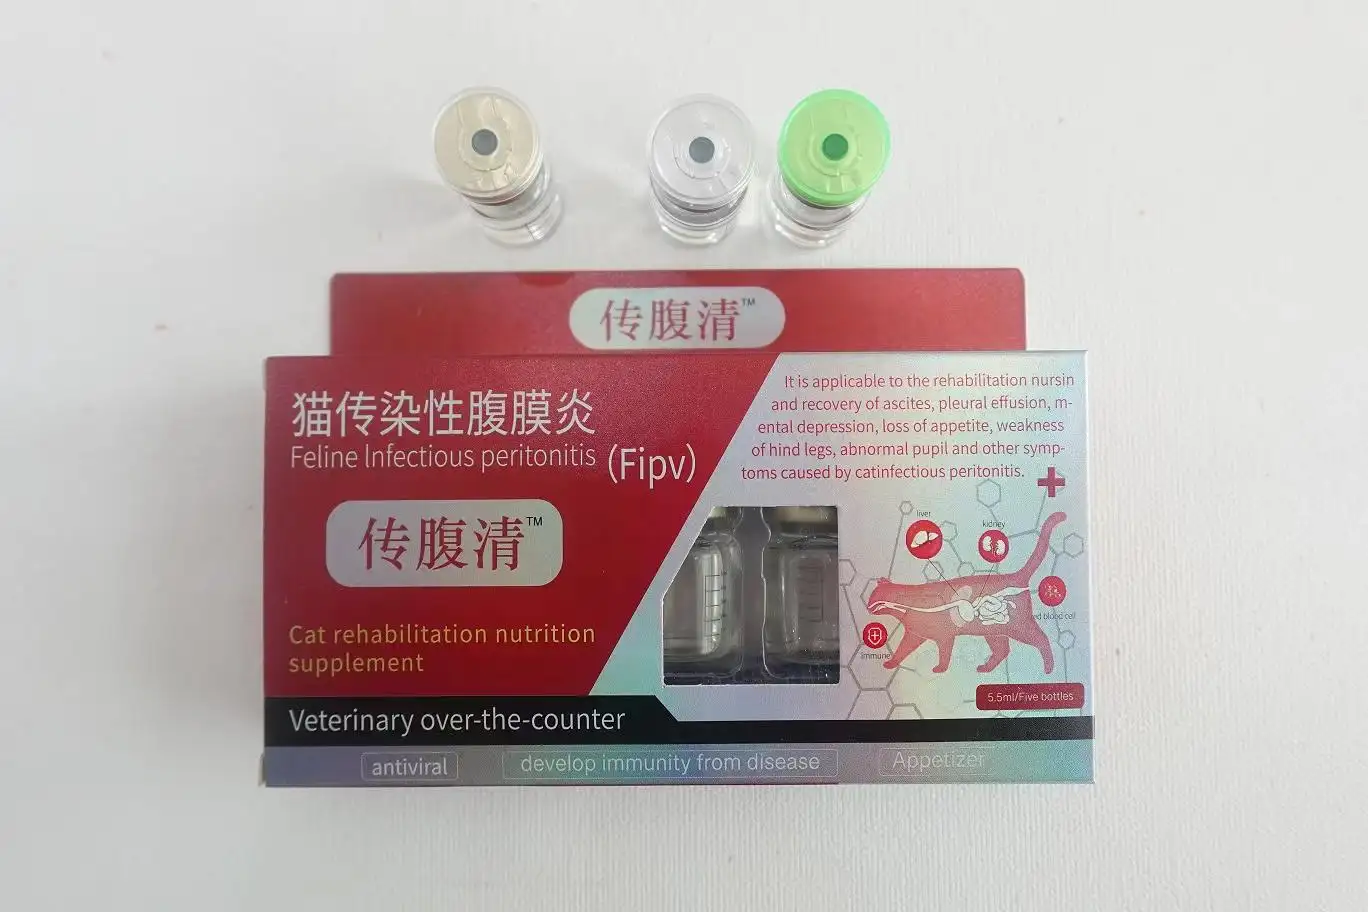 传腹清™
猫传染性腹膜炎
Feline lnfectious peritonitis (Fipv)
传腹清™
Cat rehabilitation nutrition
supplement
Veterinary over-the-counter
antiviral
develop immunity from disease
Appetizer
It is applicable to the rehabilitation nursin
and recovery of ascites, pleural effusion, m-
ental depression, loss of appetite, weakness
of hind legs, abnormal pupil and other symp-
toms caused by catinfectious peritonitis.
liver
kidney
red blood cell
immune
5.5ml/Five bottles